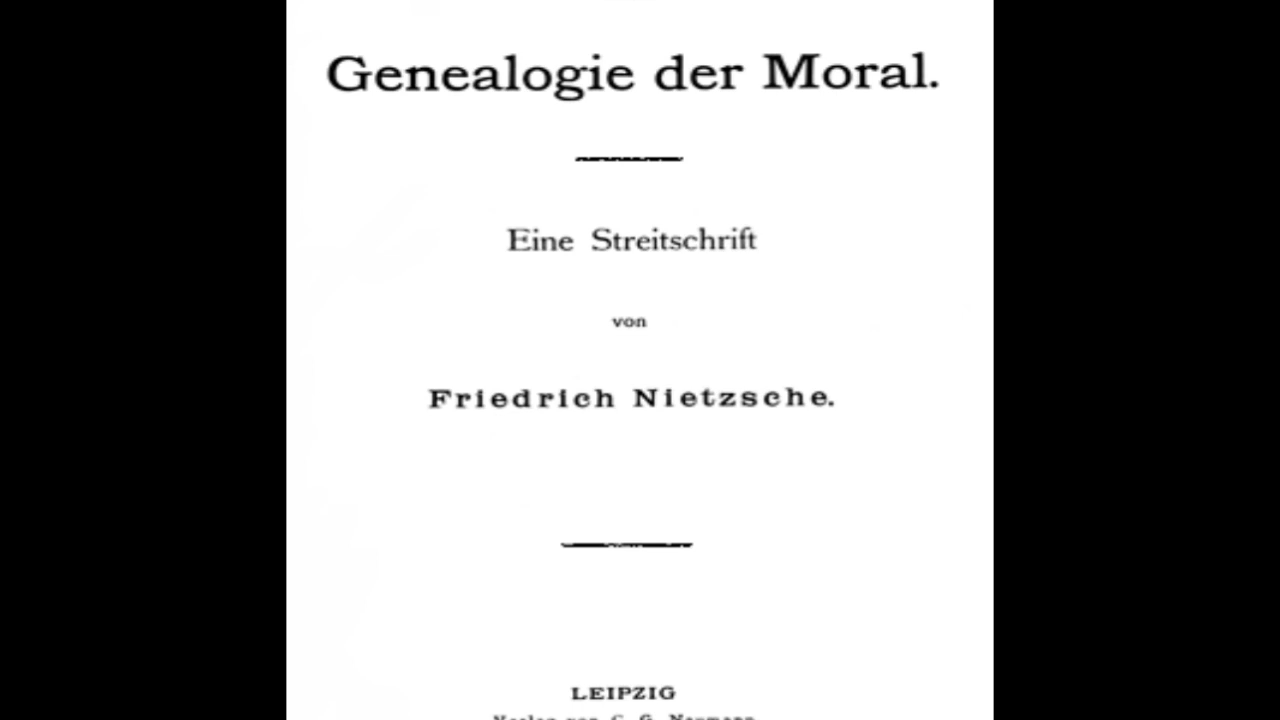 Genealogie der Moral.
Eine Streitschrift
von
Friedrich Nietzsche.
LEIPZIG